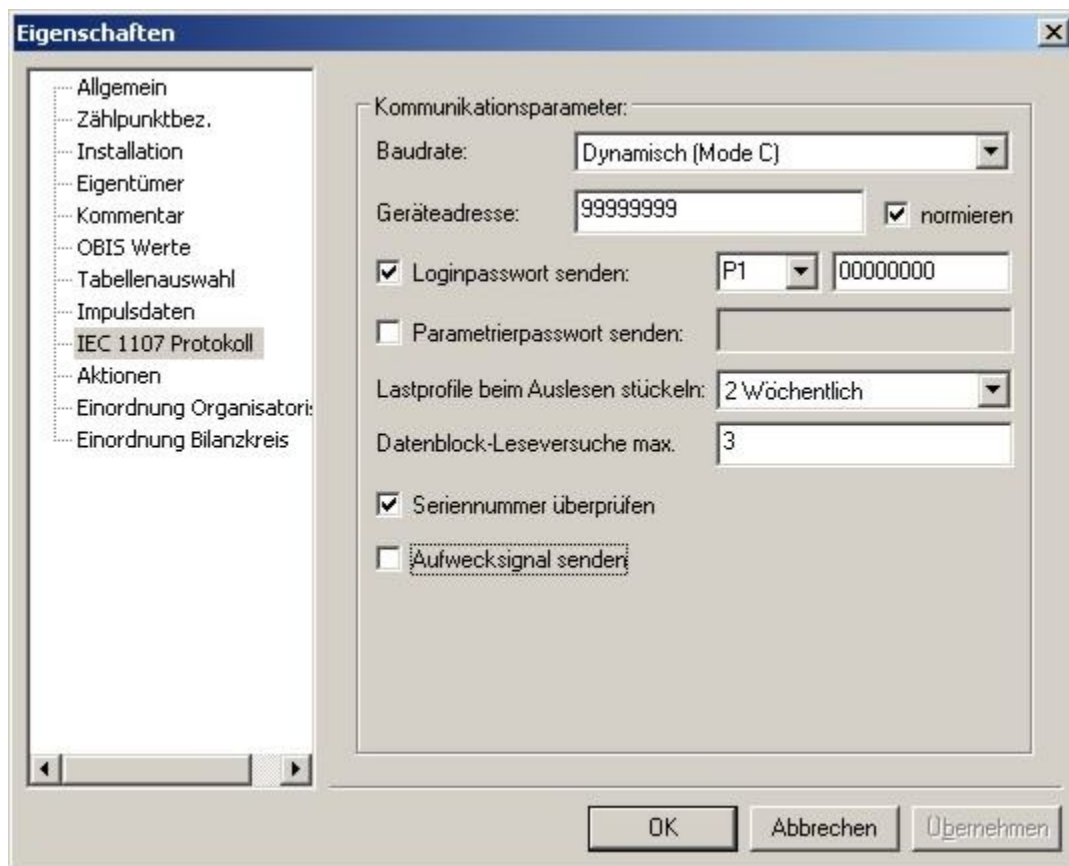 Eigenschaften
Allgemein
Zählpunktbez.
Installation
Eigentümer
Kommentar
OBIS Werte
Tabellenauswahl
Impulsdaten
IEC 1107 Protokoll
Aktionen
Einordnung Organisatoris
Einordnung Bilanzkreis
Kommunikationsparameter:
Baudrate: Dynamisch (Mode C)
Geräteadresse: 99999999 normieren
Loginpasswort senden: P1 00000000
Parametrierpasswort senden:
Lastprofile beim Auslesen stückeln: 2 Wöchentlich
Datenblock-Leseversuche max. 3
Seriennummer überprüfen
Aufwecksignal senden
OK Abbrechen Übernehmen